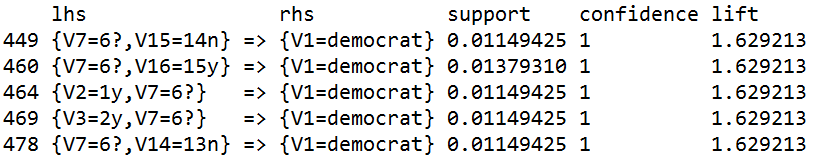 lhs rhs support confidence lift
449 {V7=6?,V15=14n} => {V1=democrat} 0.01149425 1 1.629213
460 {V7=6?,V16=15y} => {V1=democrat} 0.01379310 1 1.629213
464 {V2=1y,V7=6?} => {V1=democrat} 0.01149425 1 1.629213
469 {V3=2y,V7=6?} => {V1=democrat} 0.01149425 1 1.629213
478 {V7=6?,V14=13n} => {V1=democrat} 0.01149425 1 1.629213